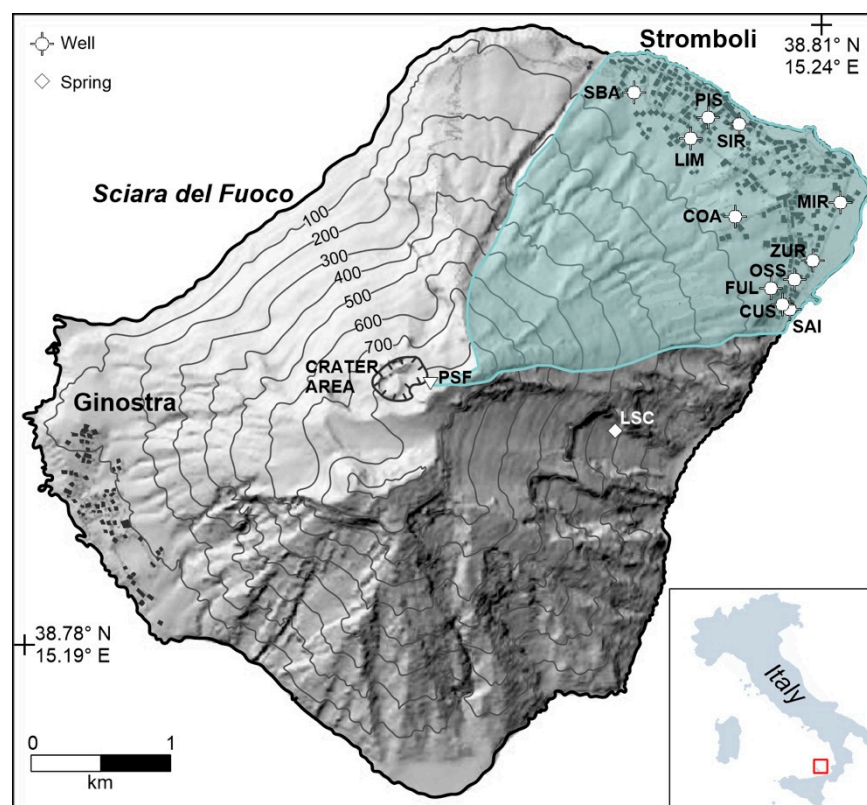 Well
Spring
Stromboli
38.81° N
15.24° E
SBA
PIS
SIR
LIM
Sciara del Fuoco
MIR
COA
100
200
300
400
500
600
700
ZUR
OSS
FUL
CUS
SAI
CRATER
AREA
PSF
Ginostra
LSC
38.78° N
15.19° E
Italy
0 1
km